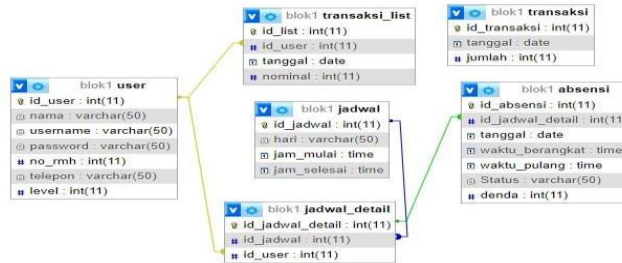 blok1 transaksi_list
id_list : int(11)
id_user : int(11)
tanggal : date
nominal : int(11)
blok1 transaksi
id_transaksi : int(11)
tanggal : date
jumlah : int(11)
blok1 user
id_user : int(11)
nama : varchar(50)
username : varchar(50)
password : varchar(50)
no_rmh : int(11)
telepon : varchar(50)
level : int(11)
blok1 jadwal
id_jadwal : int(11)
hari : varchar(50)
jam_mulai : time
jam_selesai : time
blok1 absensi
id_absensi : int(11)
id_jadwal_detail : int(11
tanggal : date
waktu_berangkat : time
waktu_pulang : time
Status : varchar(50)
denda : int(11)
blok1 jadwal_detail
id_jadwal_detail : int(11)
id_jadwal : int(11)
id_user : int(11)